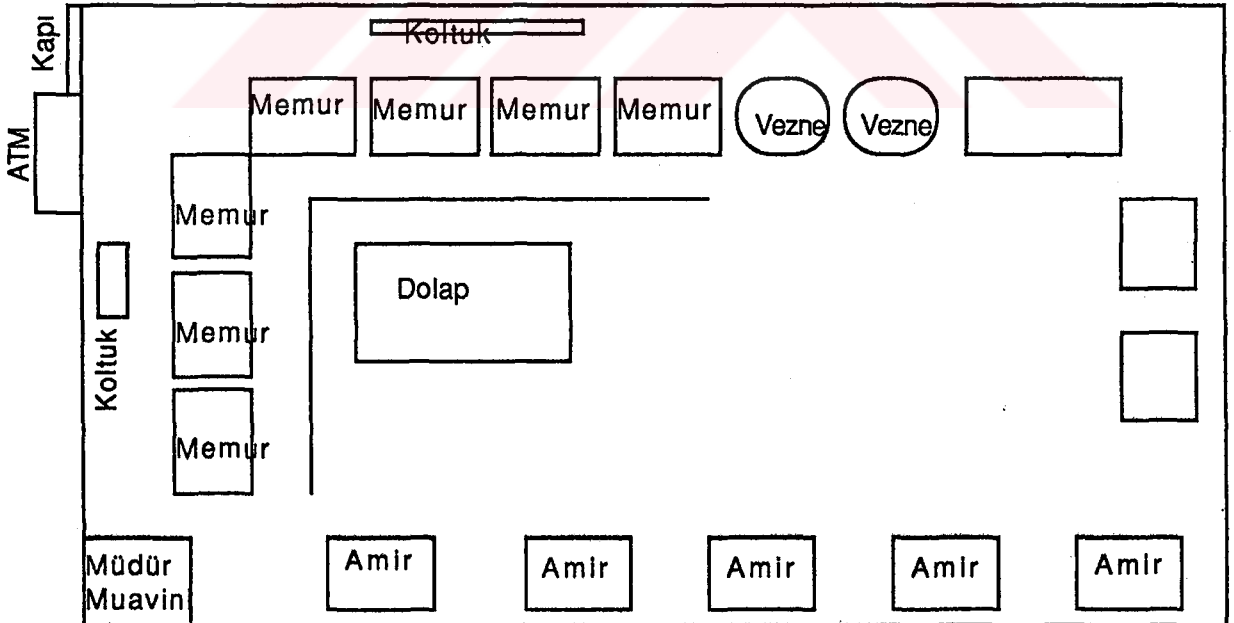 Kapı
Koltuk
Memur
Memur
Memur
Memur
Vezne
Vezne
ATM
Memur
Dolap
Memur
Koltuk
Memur
Müdür
Muavin
Amir
Amir
Amir
Amir
Amir